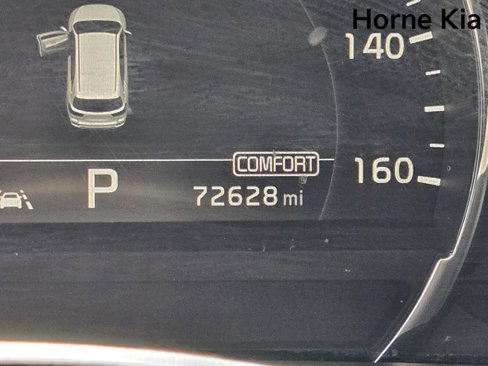 Horne Kia
140
COMFORT
160
P
72628 mi